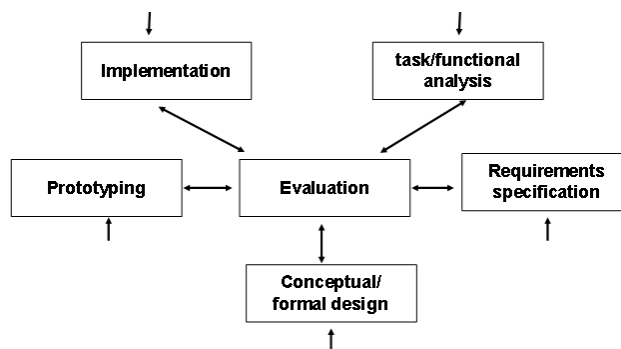 Implementation
task/functional
analysis
Prototyping
Evaluation
Requirements
specification
Conceptual/
formal design